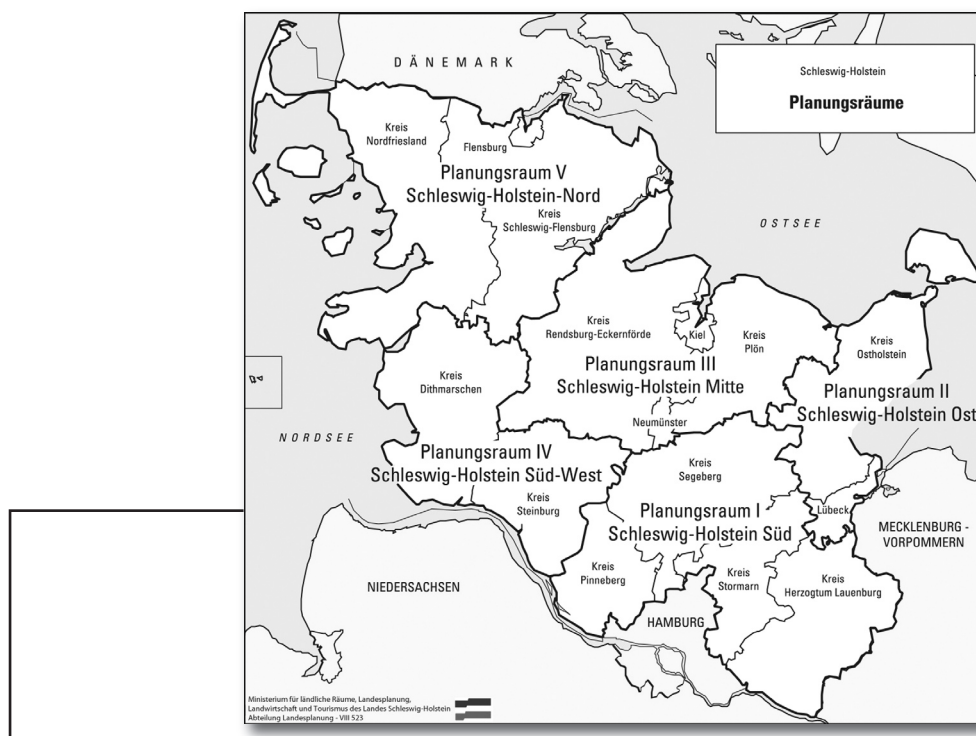 DÄNEMARK
Schleswig-Holstein
Planungsräume
Kreis
Nordfriesland
Flensburg
Planungsraum V
Schleswig-Holstein-Nord
Kreis
Schleswig-Flensburg
OSTSEE
Kreis
Rendsburg-Eckernförde
Kiel
Kreis
Plön
Kreis
Ostholstein
Planungsraum III
Schleswig-Holstein Mitte
Kreis
Dithmarschen
Planungsraum II
Schleswig-Holstein Ost
Neumünster
NORDSEE
Planungsraum IV
Schleswig-Holstein Süd-West
Kreis
Steinburg
Kreis
Segeberg
Planungsraum I
Schleswig-Holstein Süd
Lübeck
MECKLENBURG -
VORPOMMERN
NIEDERSACHSEN
Kreis
Pinneberg
Kreis
Stormarn
Kreis
Herzogtum Lauenburg
HAMBURG
Ministerium für ländliche Räume, Landesplanung,
Landwirtschaft und Tourismus des Landes Schleswig-Holstein
Abteilung Landesplanung - VIII 523